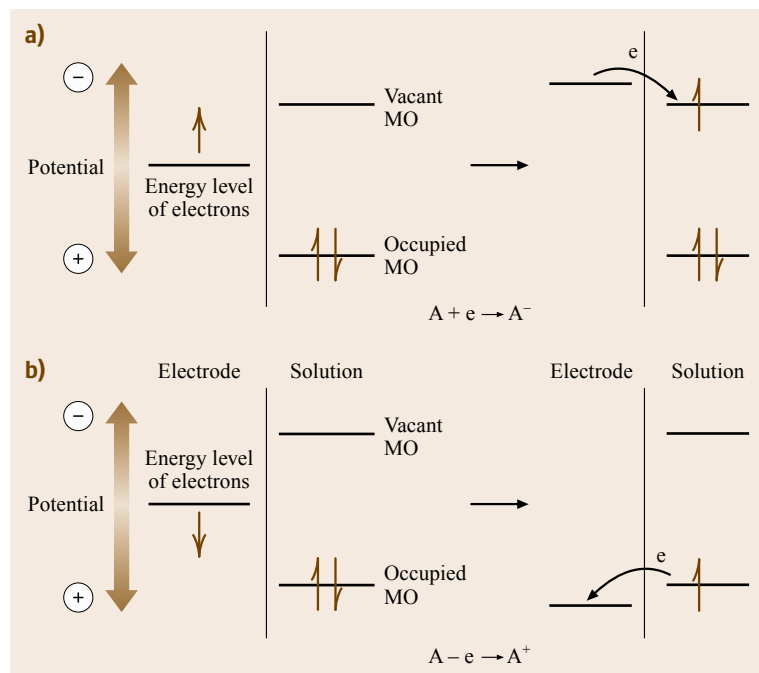 a)
−
e
Vacant
MO
Potential
Energy level
of electrons
+
Occupied
MO
A + e → A⁻
b)
Electrode
Solution
Electrode
Solution
−
Vacant
MO
Energy level
of electrons
Potential
e
+
Occupied
MO
A − e → A⁺